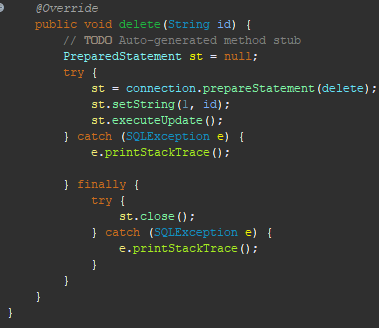 @Override
public void delete(String id) {
// TODO Auto-generated method stub
PreparedStatement st = null;
try {
st = connection.prepareStatement(delete);
st.setString(1, id);
st.executeUpdate();
} catch (SQLException e) {
e.printStackTrace();
} finally {
try {
st.close();
} catch (SQLException e) {
e.printStackTrace();
}
}
}
}